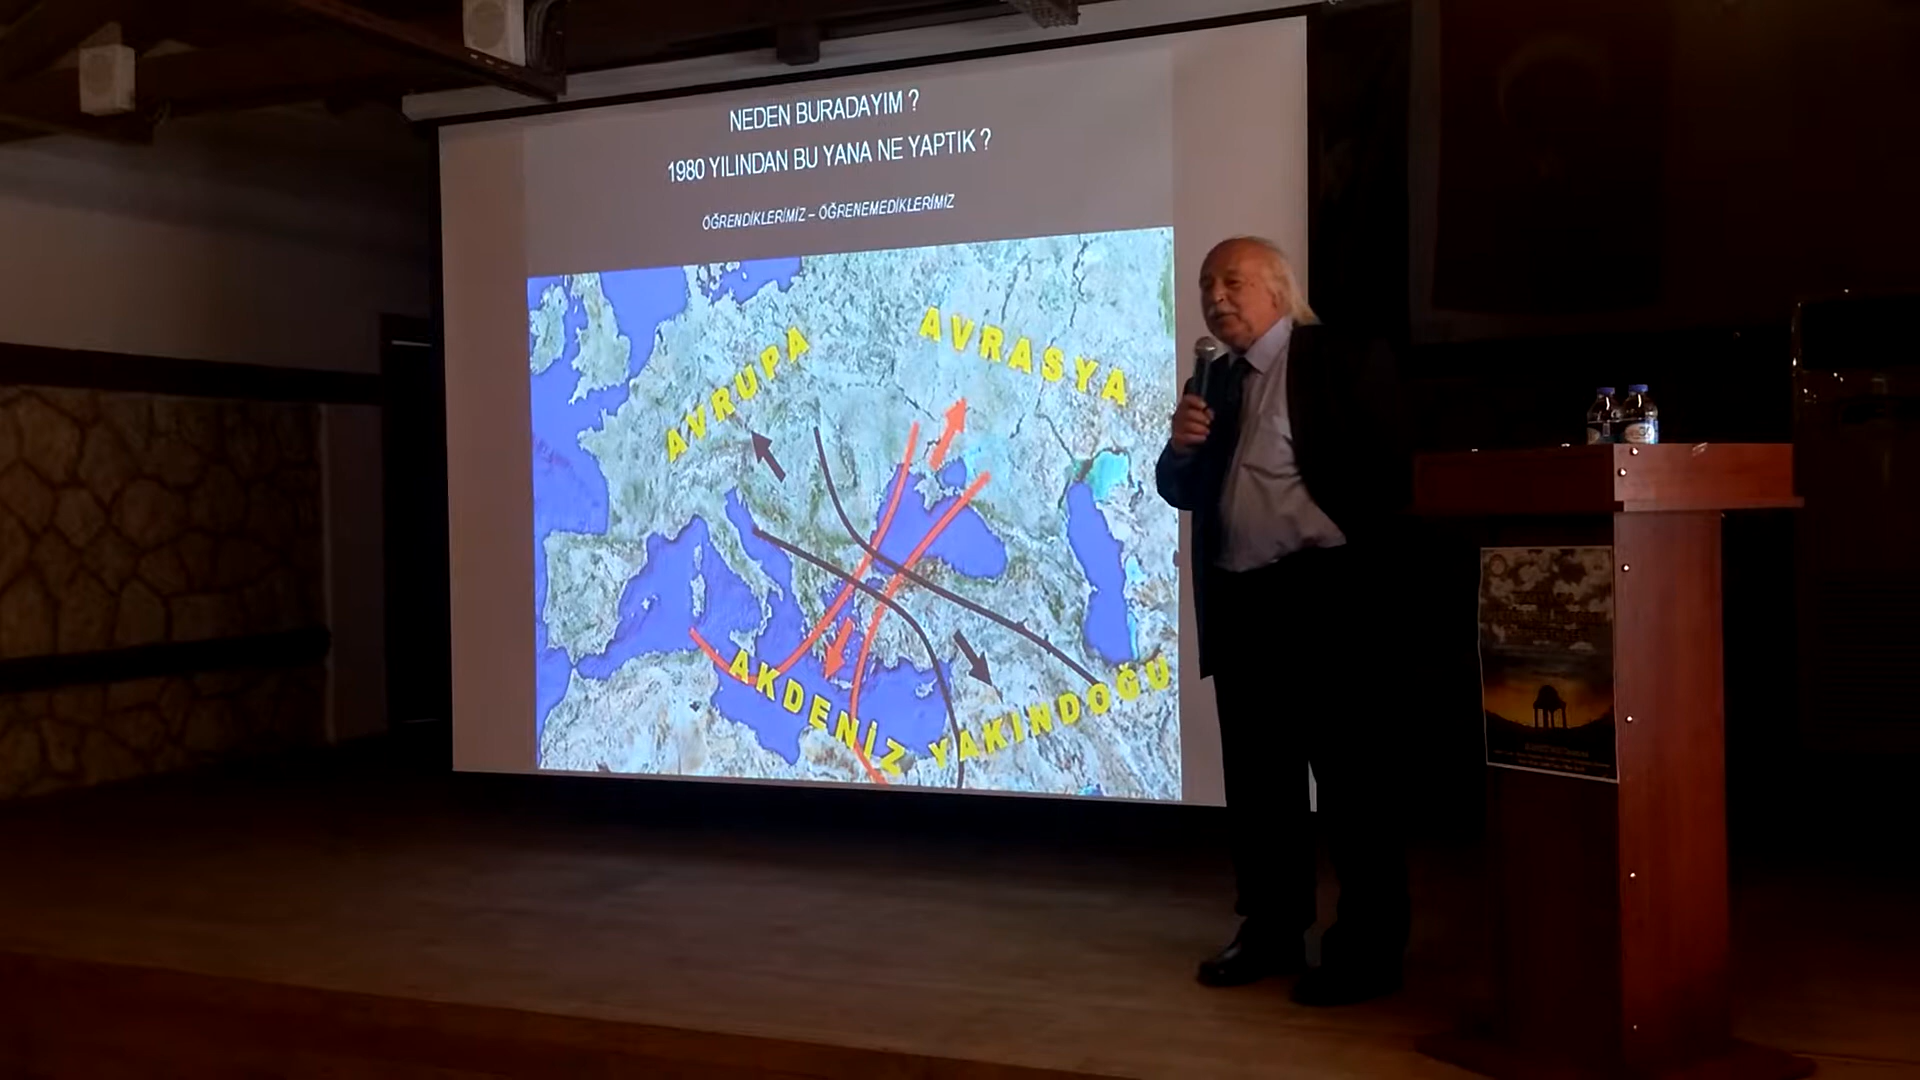 NEDEN BURADAYIM ?
1980 YILINDAN BU YANA NE YAPTIK ?
ÖĞRENDİKLERİMİZ – ÖĞRENEMEDİKLERİMİZ
AVRUPA
AVRASYA
AKDENİZ
YAKINDOĞU